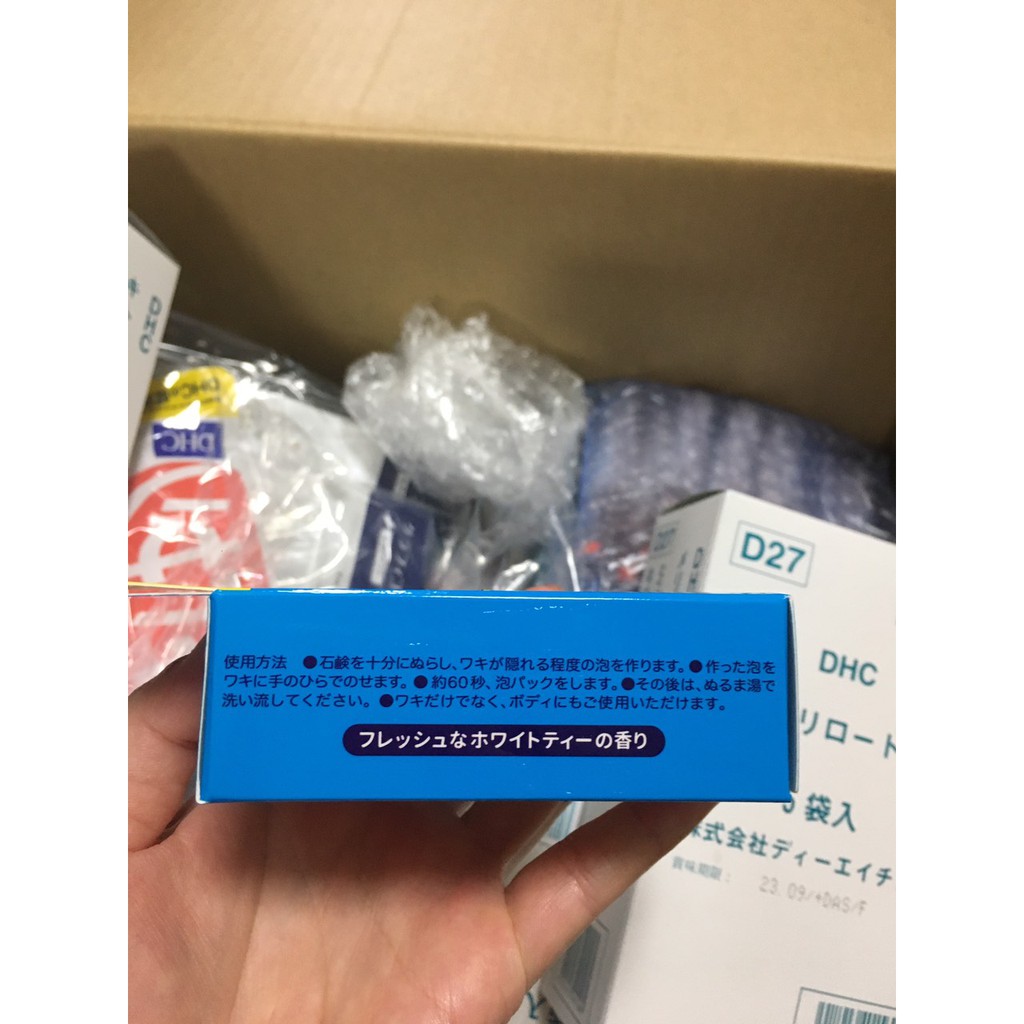 DHC
DHC
D27
DHC
リロード
袋入
式会社ディーエイチ
賞味期限：
23.09/+DAS/F
使用方法　●石鹸を十分にぬらし、ワキが隠れる程度の泡を作ります。●作った泡を
ワキに手のひらでのせます。●約60秒、泡パックをします。●その後は、ぬるま湯で
洗い流してください。●ワキだけでなく、ボディにもご使用いただけます。
フレッシュなホワイトティーの香り